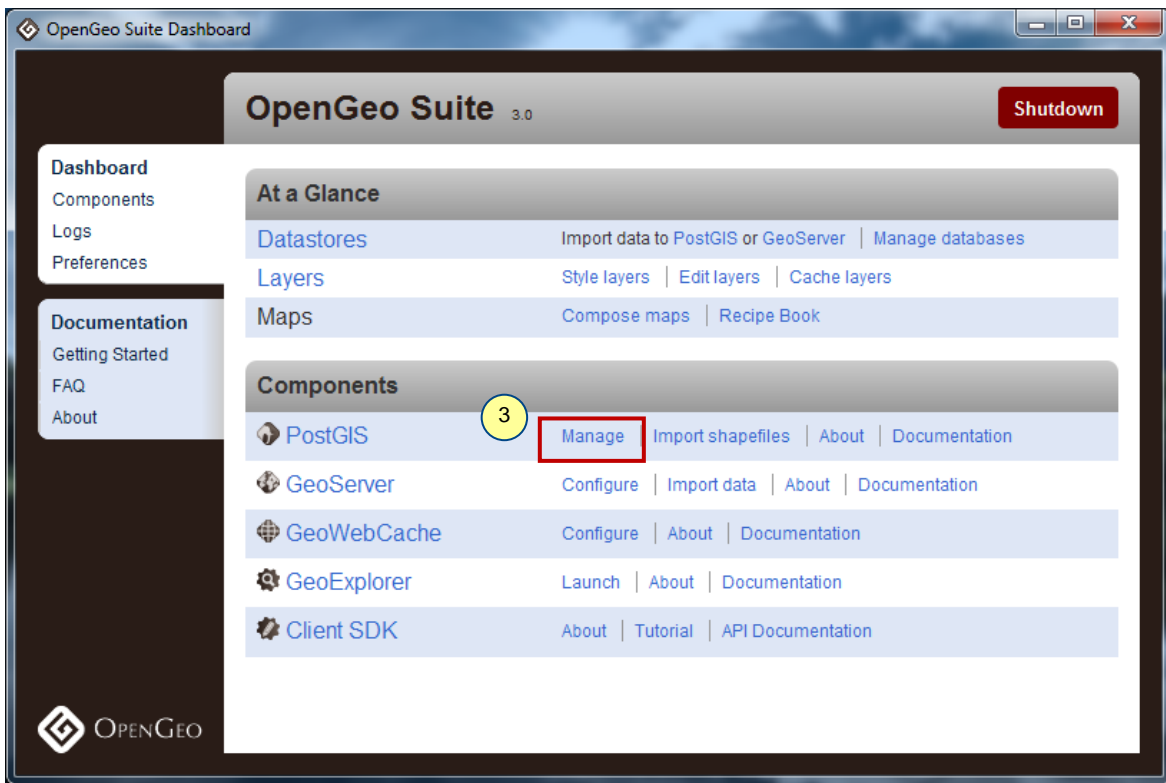 OpenGeo Suite Dashboard
OpenGeo Suite 3.0
Shutdown
Dashboard
Components
Logs
Preferences
Documentation
Getting Started
FAQ
About
At a Glance
Datastores Import data to PostGIS or GeoServer | Manage databases
Layers Style layers | Edit layers | Cache layers
Maps Compose maps | Recipe Book
Components
3
PostGIS Manage | Import shapefiles | About | Documentation
GeoServer Configure | Import data | About | Documentation
GeoWebCache Configure | About | Documentation
GeoExplorer Launch | About | Documentation
Client SDK About | Tutorial | API Documentation
OPENGEO